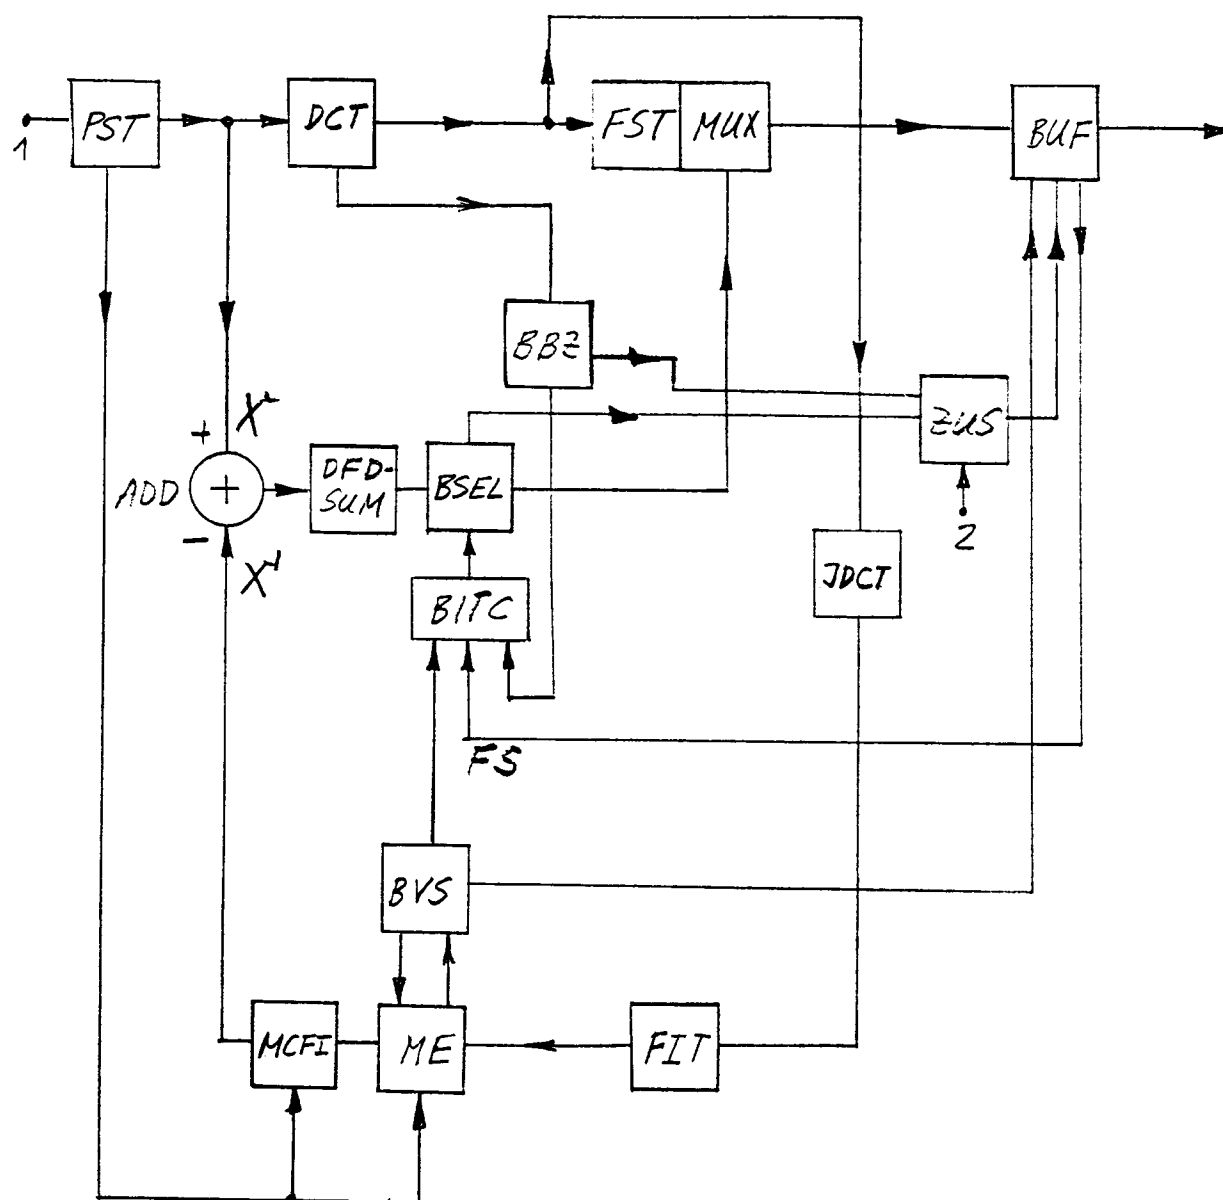 1
PST
DCT
FST
MUX
BUF
BBZ
ZUS
2
+
ADD
+
-
DFD-
SUM
BSEL
BITC
JDCT
FS
BVS
MCFI
ME
FIT